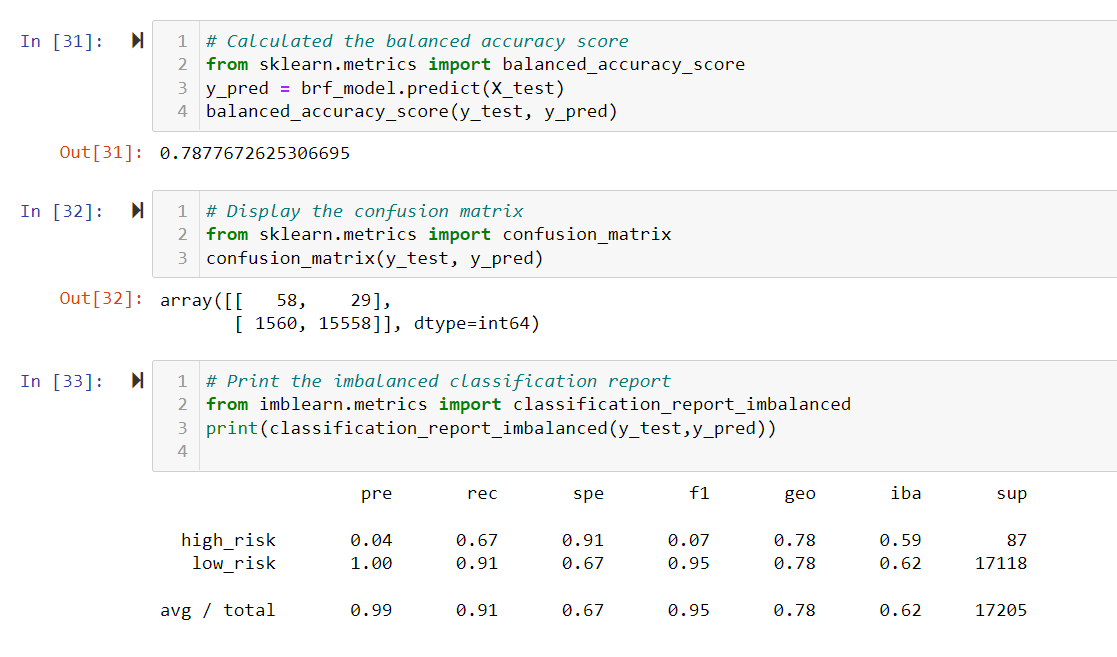 In [31]:
1 # Calculated the balanced accuracy score
2 from sklearn.metrics import balanced_accuracy_score
3 y_pred = brf_model.predict(X_test)
4 balanced_accuracy_score(y_test, y_pred)
Out[31]: 0.7877672625306695
In [32]:
1 # Display the confusion matrix
2 from sklearn.metrics import confusion_matrix
3 confusion_matrix(y_test, y_pred)
Out[32]: array([[   58,    29],
       [ 1560, 15558]], dtype=int64)
In [33]:
1 # Print the imbalanced classification report
2 from imblearn.metrics import classification_report_imbalanced
3 print(classification_report_imbalanced(y_test,y_pred))
4
pre rec spe f1 geo iba sup
high_risk 0.04 0.67 0.91 0.07 0.78 0.59 87
low_risk 1.00 0.91 0.67 0.95 0.78 0.62 17118
avg / total 0.99 0.91 0.67 0.95 0.78 0.62 17205